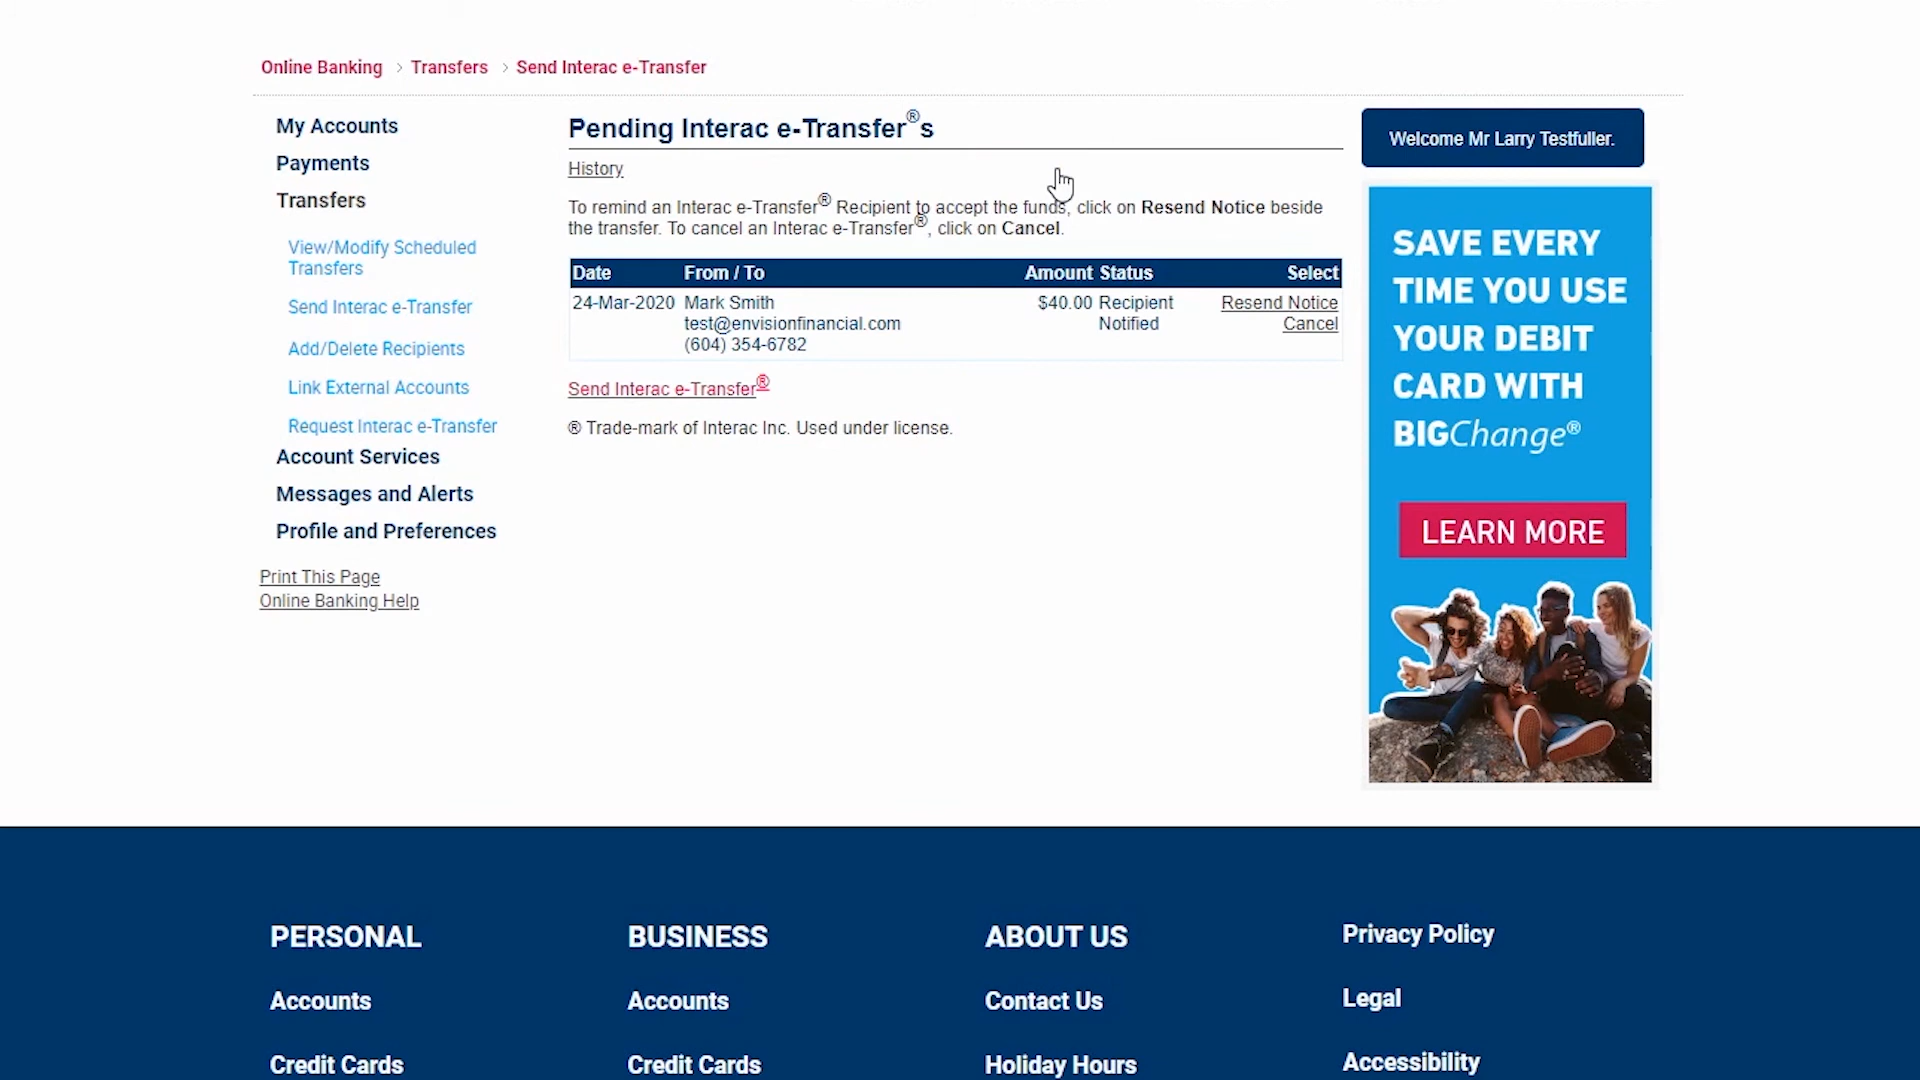 Online Banking > Transfers > Send Interac e-Transfer
My Accounts
Payments
Transfers
View/Modify Scheduled
Transfers
Send Interac e-Transfer
Add/Delete Recipients
Link External Accounts
Request Interac e-Transfer
Account Services
Messages and Alerts
Profile and Preferences
Print This Page
Online Banking Help
Pending Interac e-Transfer®s
History
To remind an Interac e-Transfer® Recipient to accept the funds, click on Resend Notice beside
the transfer. To cancel an Interac e-Transfer®, click on Cancel.
Date From / To Amount Status Select
24-Mar-2020 Mark Smith $40.00 Recipient Resend Notice
test@envisionfinancial.com Notified Cancel
(604) 354-6782
Send Interac e-Transfer®
® Trade-mark of Interac Inc. Used under license.
Welcome Mr Larry Testfuller.
SAVE EVERY
TIME YOU USE
YOUR DEBIT
CARD WITH
BIGChange®
LEARN MORE
PERSONAL
Accounts
Credit Cards
BUSINESS
Accounts
Credit Cards
ABOUT US
Contact Us
Holiday Hours
Privacy Policy
Legal
Accessibility